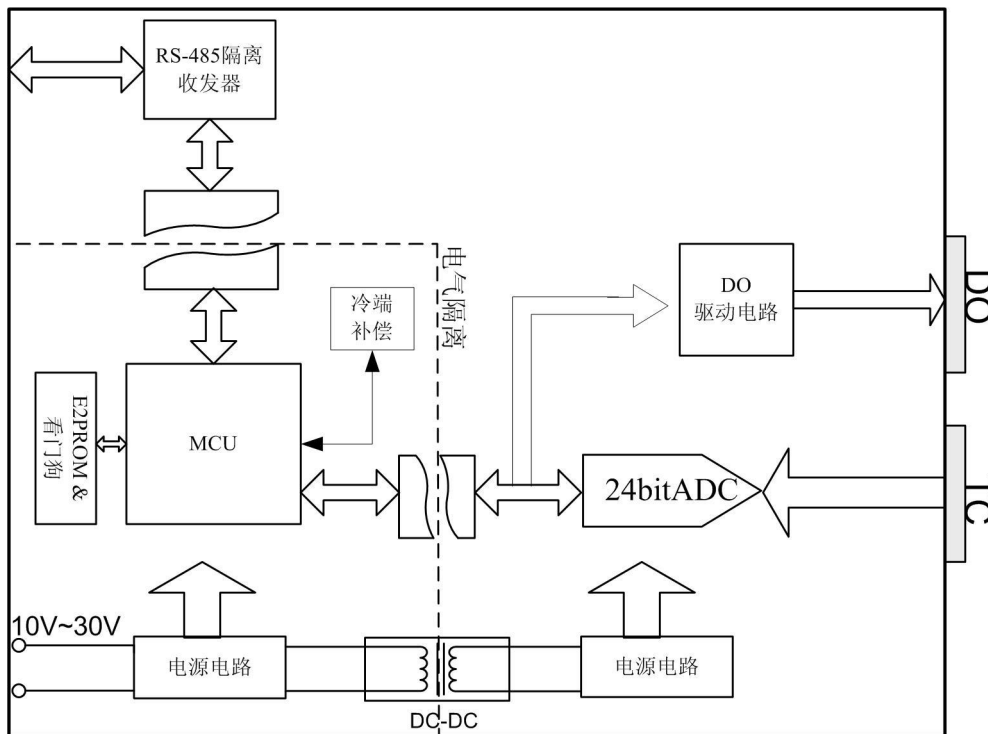 RS-485隔离
收发器
电气隔离
冷端
补偿
DO
驱动电路
DO
E2PROM &
看门狗
MCU
24bitADC
TC
10V~30V
电源电路
DC-DC
电源电路